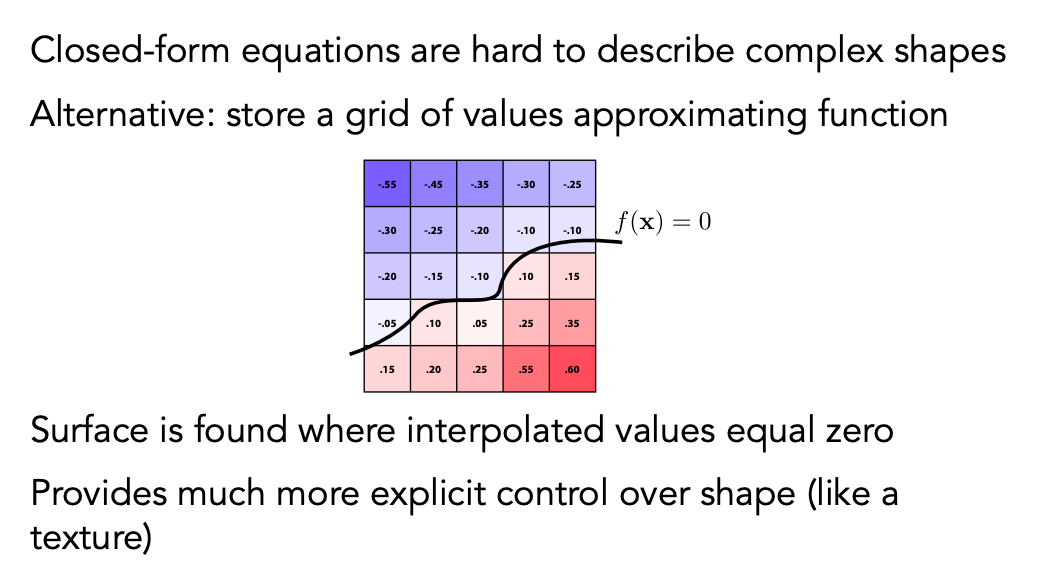 Closed-form equations are hard to describe complex shapes
Alternative: store a grid of values approximating function
-.55 -.45 -.35 -.30 -.25
-.30 -.25 -.20 -.10 -.10 f(x) = 0
-.20 -.15 -.10 .10 .15
-.05 .10 .05 .25 .35
.15 .20 .25 .55 .60
Surface is found where interpolated values equal zero
Provides much more explicit control over shape (like a
texture)